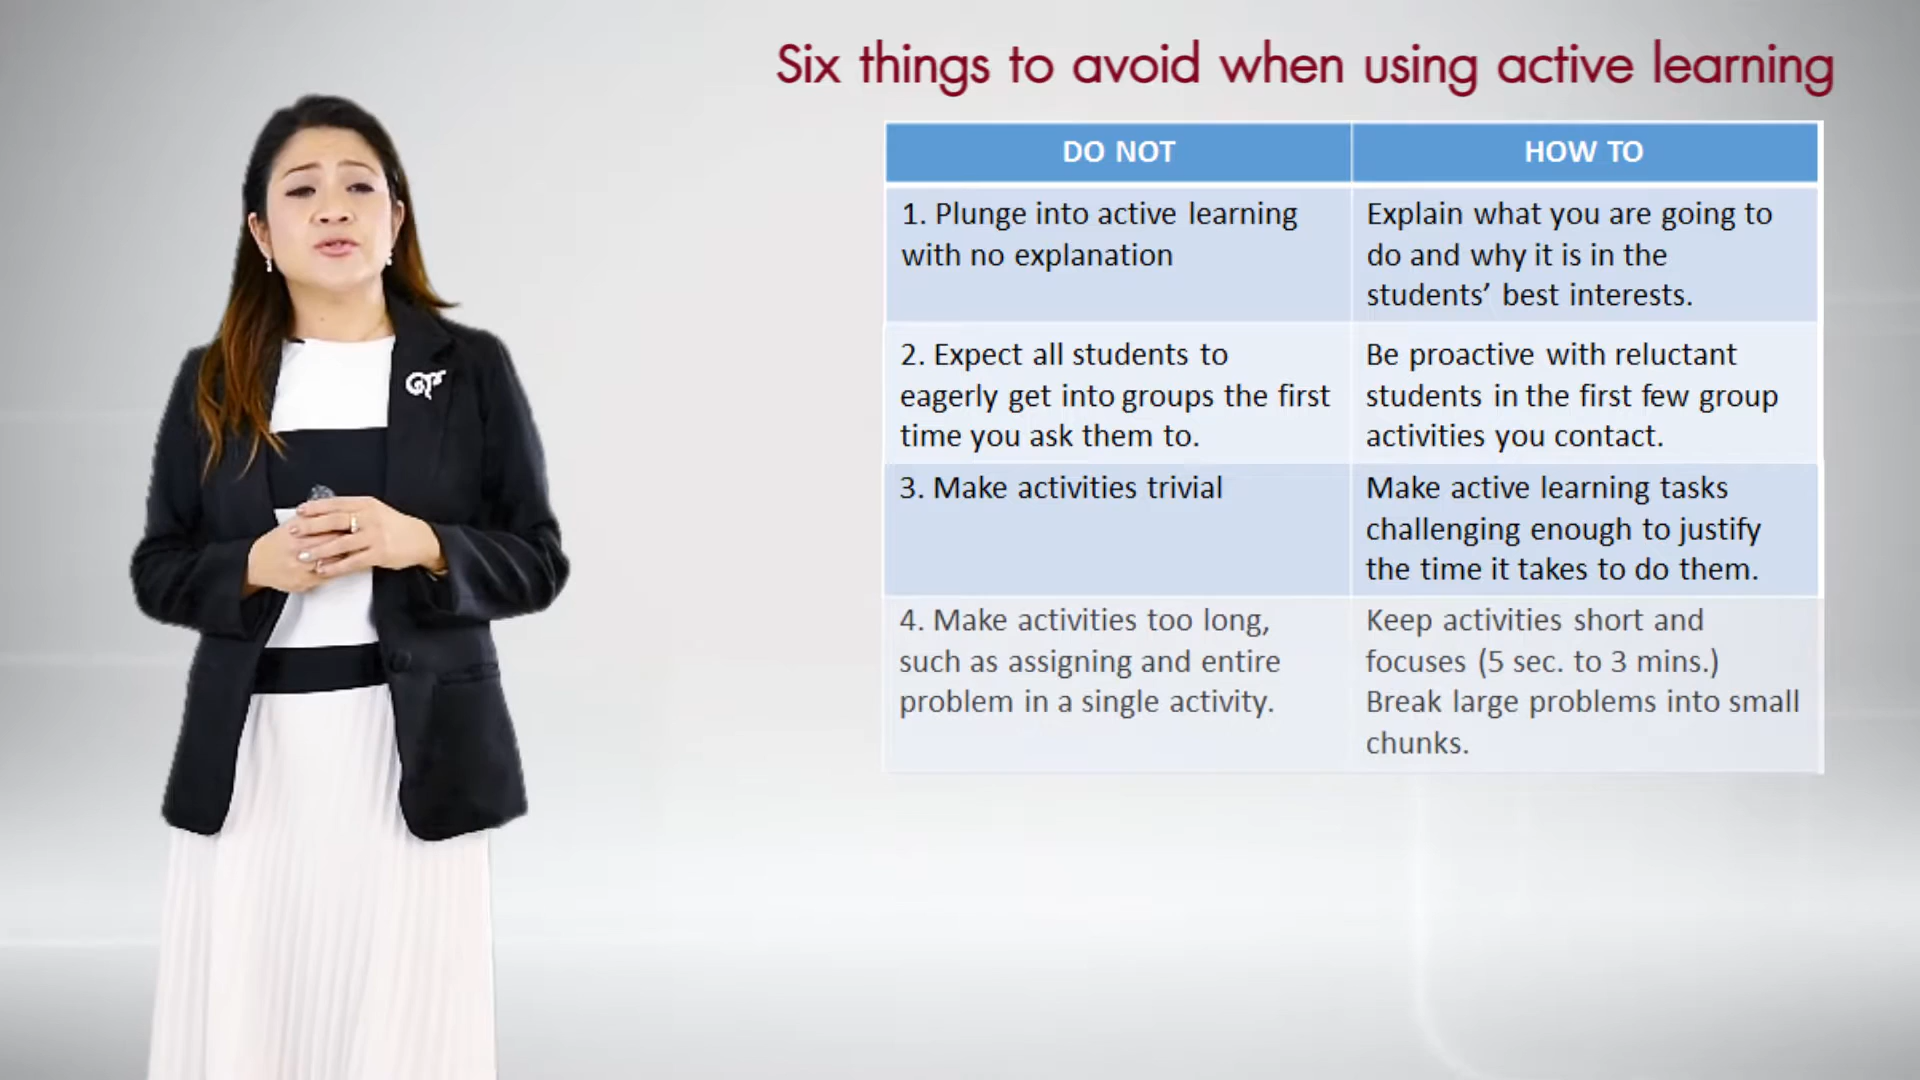 Six things to avoid when using active learning
DO NOT
HOW TO
1. Plunge into active learning
with no explanation
Explain what you are going to
do and why it is in the
students’ best interests.
2. Expect all students to
eagerly get into groups the first
time you ask them to.
Be proactive with reluctant
students in the first few group
activities you contact.
3. Make activities trivial
Make active learning tasks
challenging enough to justify
the time it takes to do them.
4. Make activities too long,
such as assigning and entire
problem in a single activity.
Keep activities short and
focuses (5 sec. to 3 mins.)
Break large problems into small
chunks.